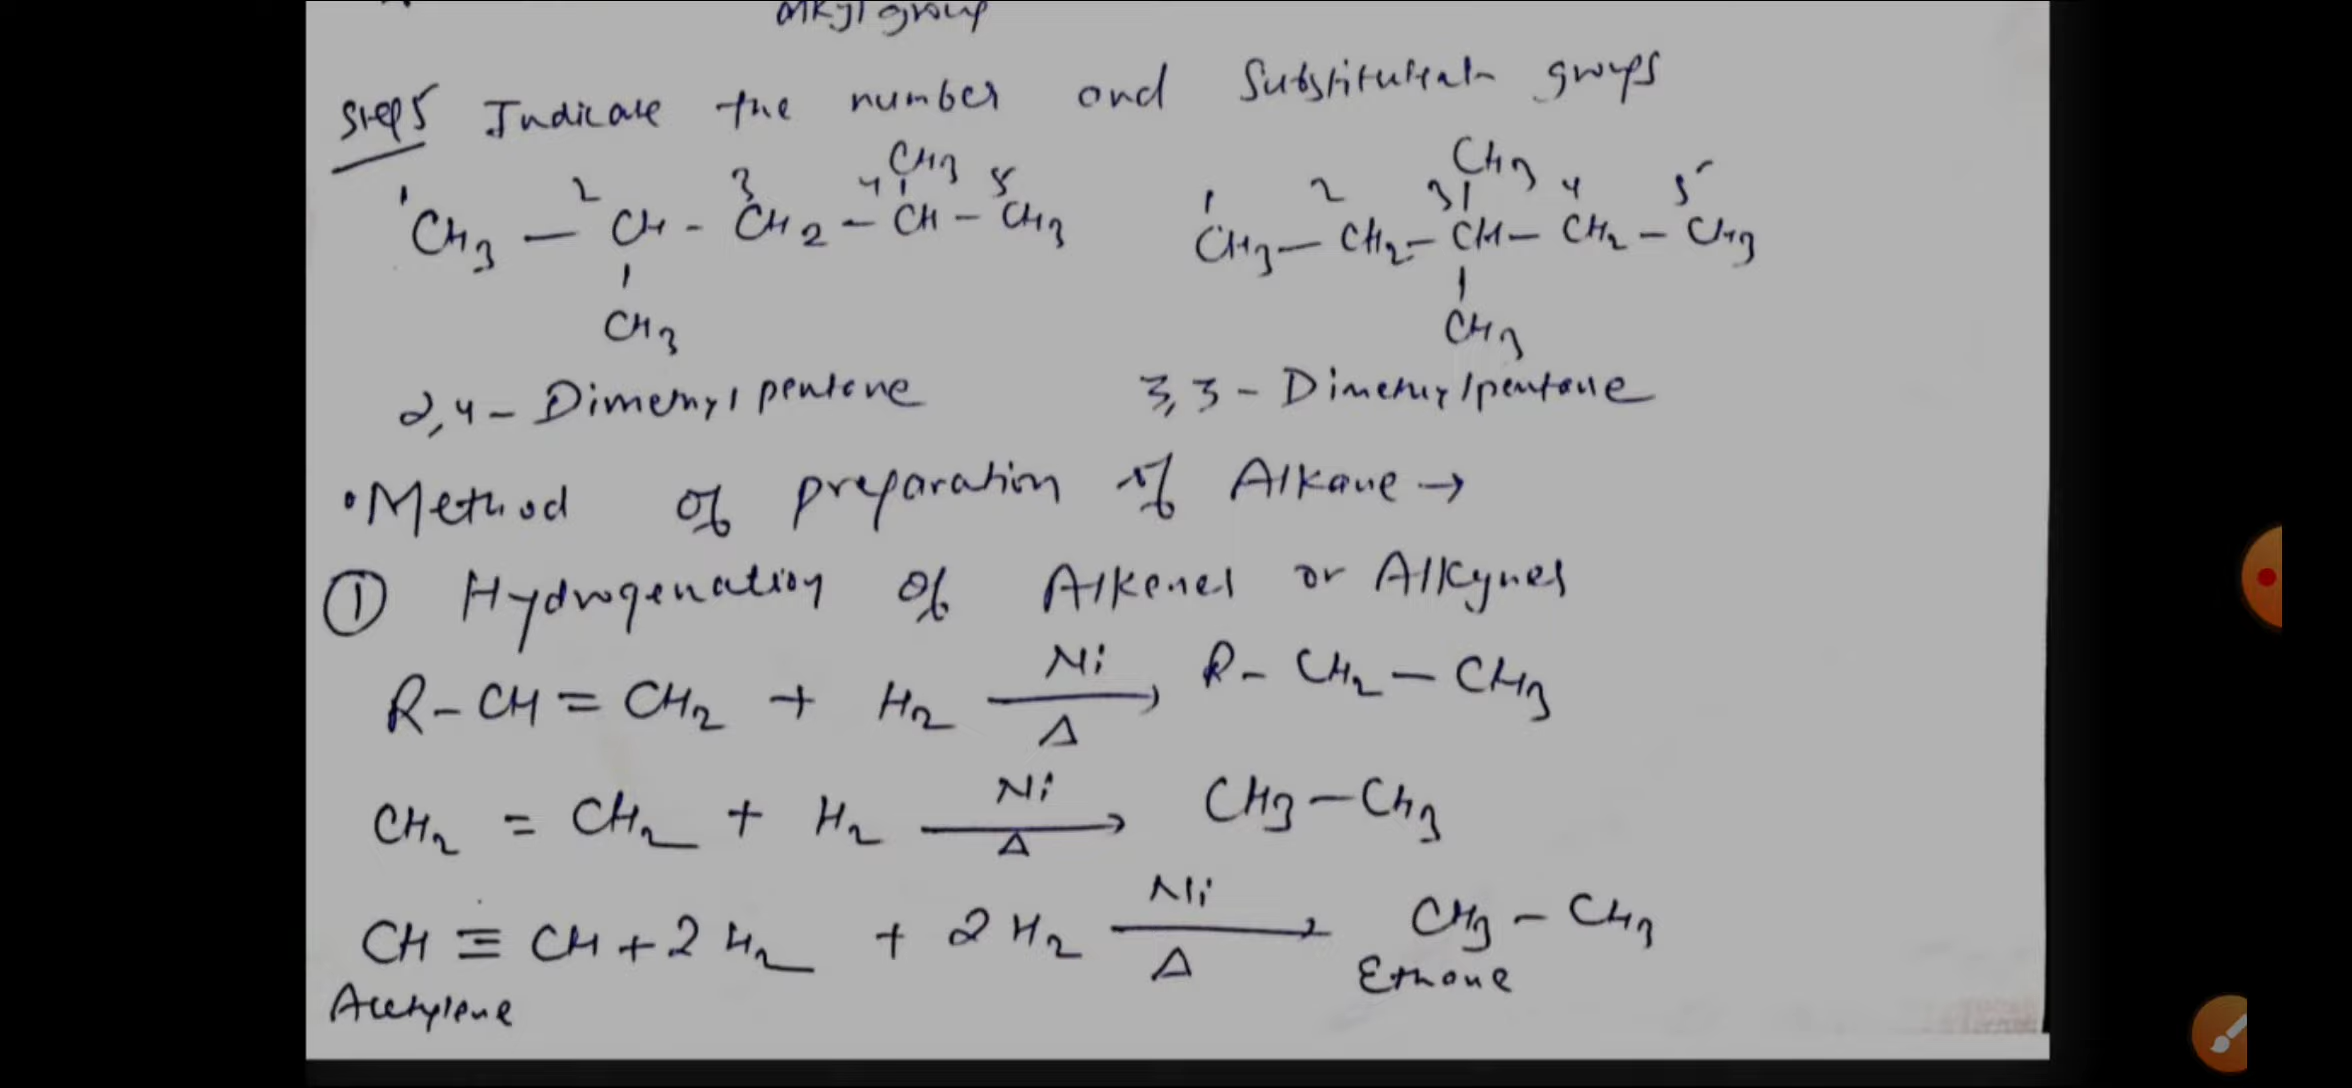 alkyl group
Step5 Indicate the number and Substituteat groups
CH3 CH3
1 2 3 4 5 1 2 3 4 5
CH3 — CH - CH2 — CH — CH3 CH3 — CH2 — CH — CH2 — CH3
CH3 CH3
2,4 - Dimethyl pentane 3,3 - Dimethylpentane
• Method of preparation of Alkane →
① Hydrogenation of Alkenes or Alkynes
Ni
R - CH = CH2 + H2 → R - CH2 — CH3
Δ
Ni
CH2 = CH2 + H2 → CH3 — CH3
Δ
Ni
CH ≡ CH + 2 H2 + 2 H2 → CH3 — CH3
Δ
Acetylene Ethane